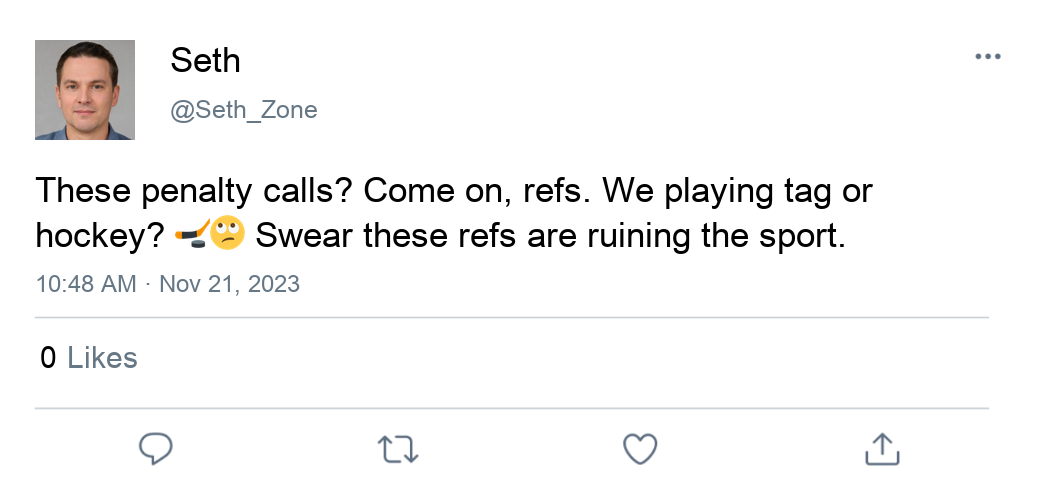 Seth
@Seth_Zone
These penalty calls? Come on, refs. We playing tag or
hockey? 🏒🙄 Swear these refs are ruining the sport.
10:48 AM · Nov 21, 2023
0 Likes